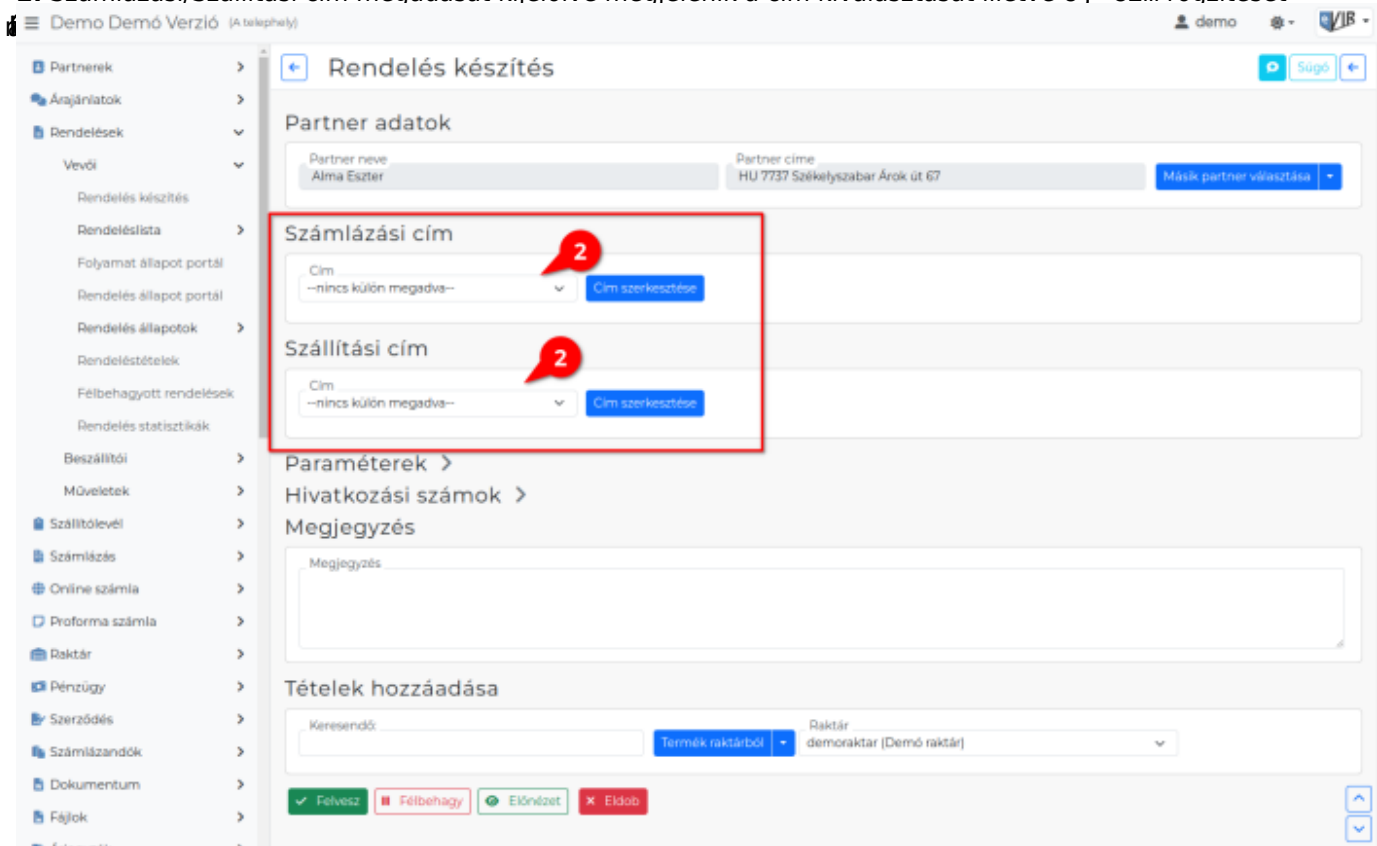 Demo Demó Verzió (A telephely)
demo
Partnerek
Árajánlatok
Rendelések
Vevői
Rendelés készítés
Rendeléslista
Folyamat állapot portál
Rendelés állapot portál
Rendelés állapotok
Rendeléstételek
Félbehagyott rendelések
Rendelés statisztikák
Beszállítói
Műveletek
Szállítólevél
Számlázás
Online számla
Proforma számla
Raktár
Pénzügy
Szerződés
Számlázandók
Dokumentum
Fájlok
Rendelés készítés
Súgó
Partner adatok
Partner neve
Alma Eszter
Partner címe
HU 7737 Székelyszabar Árok út 67
Másik partner választása
Számlázási cím
2
Cím
--nincs külön megadva--
Cím szerkesztése
Szállítási cím
2
Cím
--nincs külön megadva--
Cím szerkesztése
Paraméterek
Hivatkozási számok
Megjegyzés
Megjegyzés
Tételek hozzáadása
Keresendő:
Termék raktárból
Raktár
demoraktar (Demó raktár)
Felvesz
Félbehagy
Előnézet
Eldob